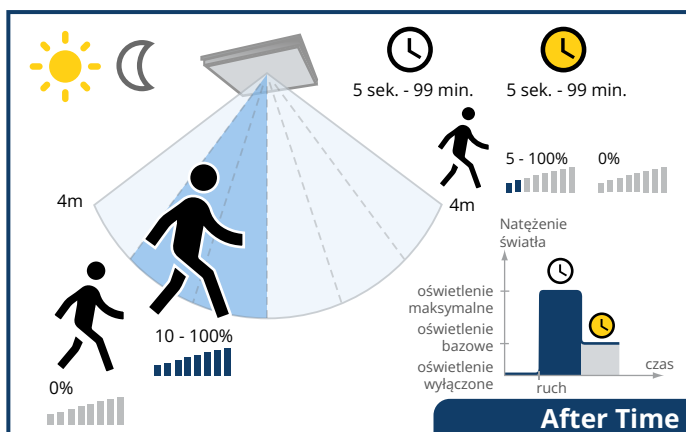 5 sek. - 99 min.
5 sek. - 99 min.
5 - 100%
0%
4m
4m
Natężenie
światła
oświetlenie
maksymalne
oświetlenie
bazowe
oświetlenie
wyłączone
czas
ruch
10 - 100%
0%
After Time